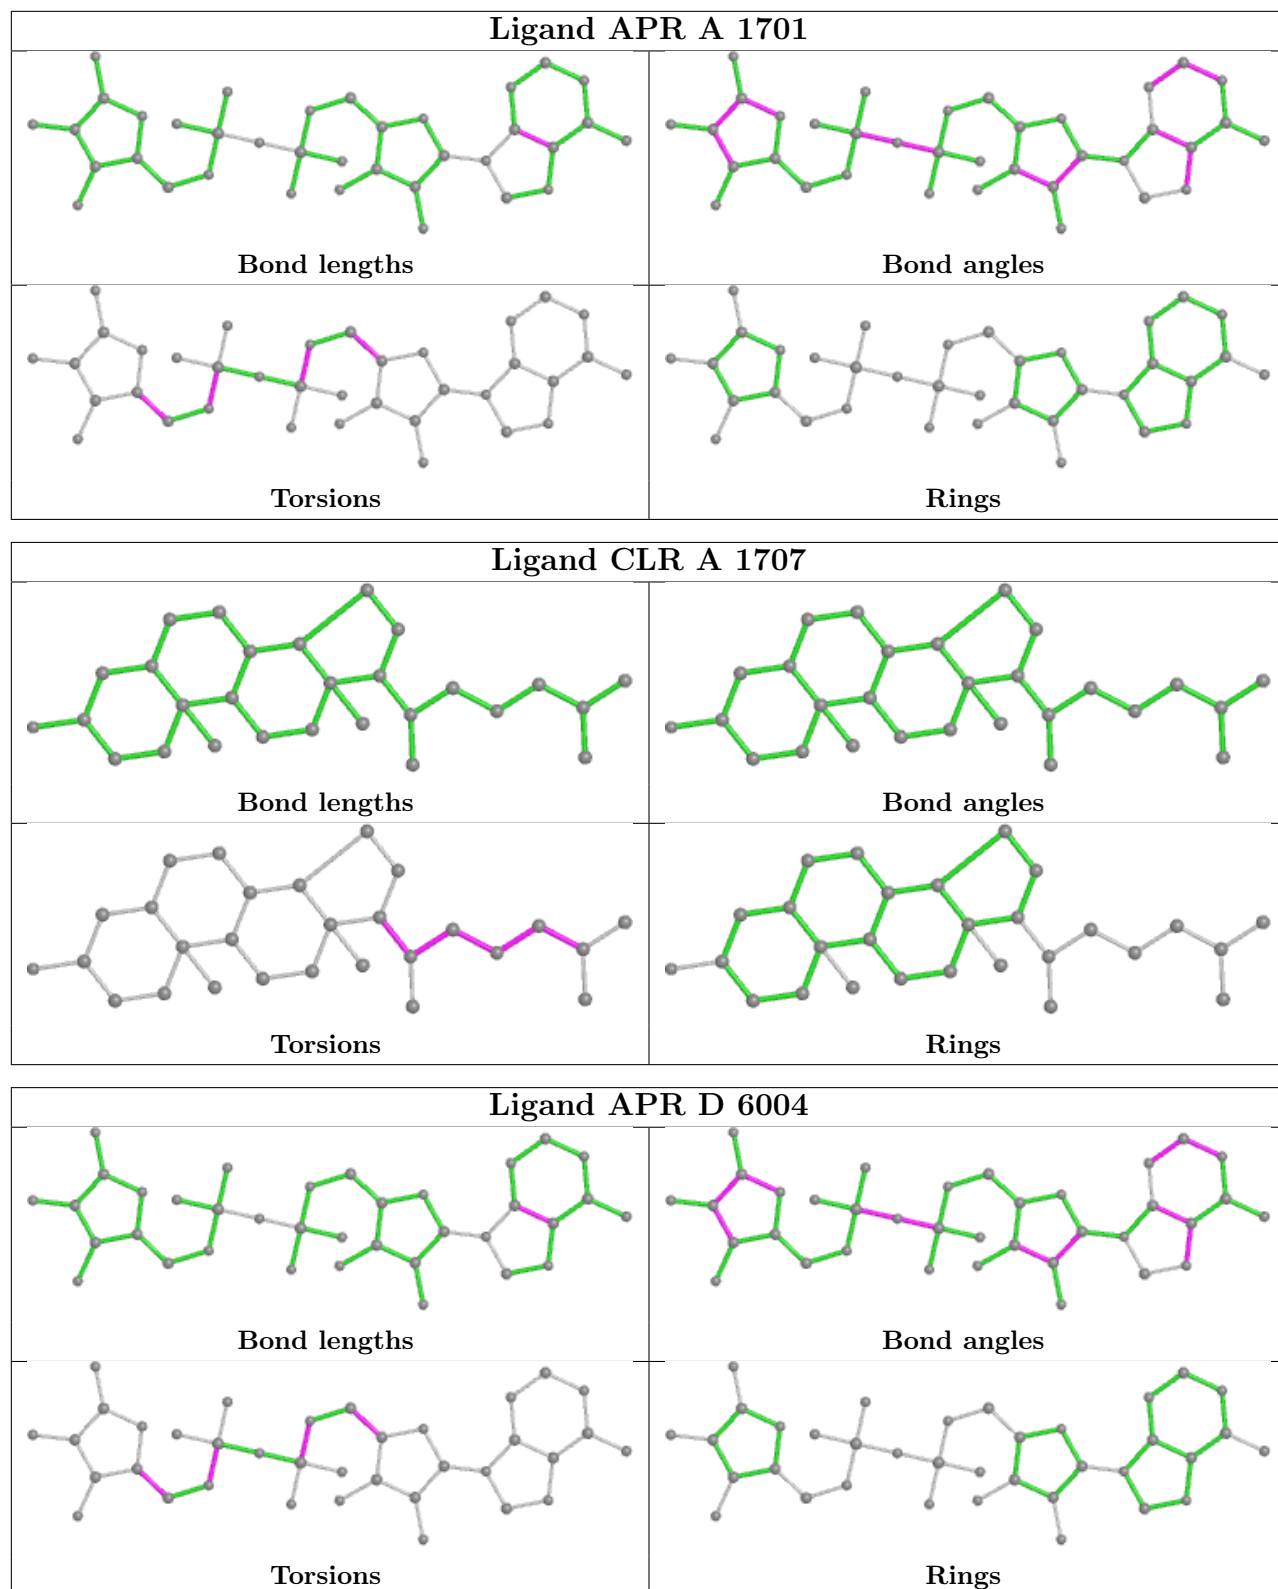 Ligand APR A 1701
Bond lengths
Bond angles
Torsions
Rings
Ligand CLR A 1707
Bond lengths
Bond angles
Torsions
Rings
Ligand APR D 6004
Bond lengths
Bond angles
Torsions
Rings